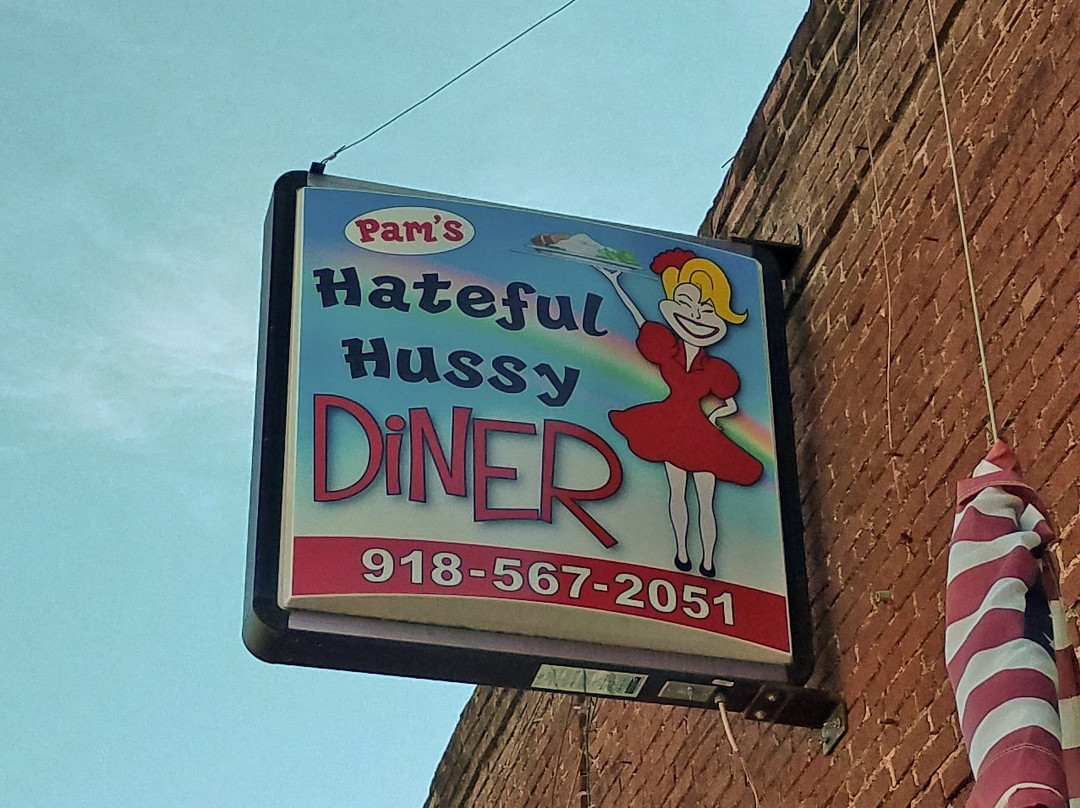 Pam's
Hateful
Hussy
DiNER
918-567-2051